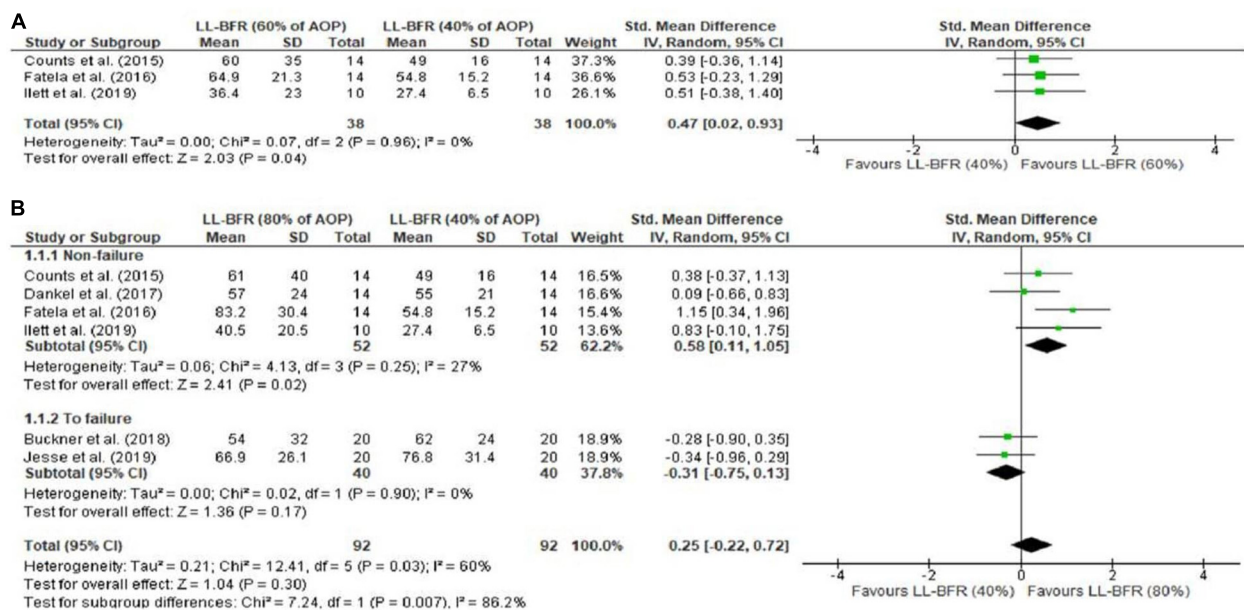 A
LL-BFR (60% of AOP) LL-BFR (40% of AOP) Std. Mean Difference Std. Mean Difference
Study or Subgroup Mean SD Total Mean SD Total Weight IV, Random, 95% CI IV, Random, 95% CI
Counts et al. (2015) 60 35 14 49 16 14 37.3% 0.39 [-0.36, 1.14]
Fatela et al. (2016) 64.9 21.3 14 54.8 15.2 14 36.6% 0.53 [-0.23, 1.29]
Ilett et al. (2019) 36.4 23 10 27.4 6.5 10 26.1% 0.51 [-0.38, 1.40]
Total (95% CI) 38 38 100.0% 0.47 [0.02, 0.93]
Heterogeneity: Tau² = 0.00; Chi² = 0.07, df = 2 (P = 0.96); I² = 0%
Test for overall effect: Z = 2.03 (P = 0.04)
-4 -2 0 2 4
Favours LL-BFR (40%) Favours LL-BFR (60%)
B
LL-BFR (80% of AOP) LL-BFR (40% of AOP) Std. Mean Difference Std. Mean Difference
Study or Subgroup Mean SD Total Mean SD Total Weight IV, Random, 95% CI IV, Random, 95% CI
1.1.1 Non-failure
Counts et al. (2015) 61 40 14 49 16 14 16.5% 0.38 [-0.37, 1.13]
Dankel et al. (2017) 57 24 14 55 21 14 16.6% 0.09 [-0.66, 0.83]
Fatela et al. (2016) 83.2 30.4 14 54.8 15.2 14 15.4% 1.15 [0.34, 1.96]
Ilett et al. (2019) 40.5 20.5 10 27.4 6.5 10 13.6% 0.83 [-0.10, 1.75]
Subtotal (95% CI) 52 52 62.2% 0.58 [0.11, 1.05]
Heterogeneity: Tau² = 0.06; Chi² = 4.13, df = 3 (P = 0.25); I² = 27%
Test for overall effect: Z = 2.41 (P = 0.02)
1.1.2 To failure
Buckner et al. (2018) 54 32 20 62 24 20 18.9% -0.28 [-0.90, 0.35]
Jesse et al. (2019) 66.9 26.1 20 76.8 31.4 20 18.9% -0.34 [-0.96, 0.29]
Subtotal (95% CI) 40 40 37.8% -0.31 [-0.75, 0.13]
Heterogeneity: Tau² = 0.00; Chi² = 0.02, df = 1 (P = 0.90); I² = 0%
Test for overall effect: Z = 1.36 (P = 0.17)
Total (95% CI) 92 92 100.0% 0.25 [-0.22, 0.72]
Heterogeneity: Tau² = 0.21; Chi² = 12.41, df = 5 (P = 0.03); I² = 60%
Test for overall effect: Z = 1.04 (P = 0.30)
Test for subgroup differences: Chi² = 7.24, df = 1 (P = 0.007), I² = 86.2%
-4 -2 0 2 4
Favours LL-BFR (40%) Favours LL-BFR (80%)